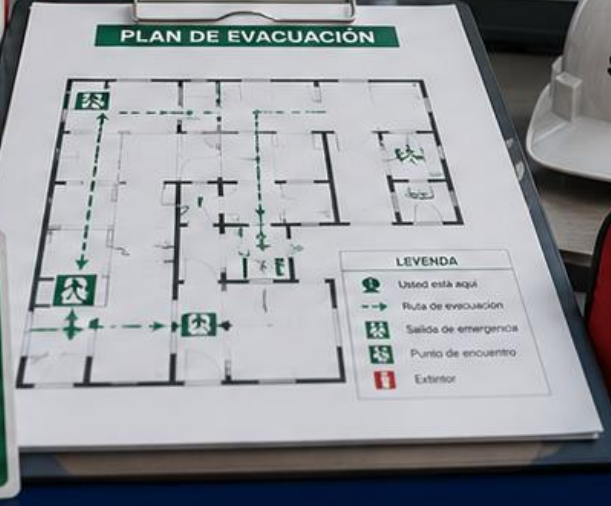 PLAN DE EVACUACIÓN
LEYENDA
Usted está aquí
Ruta de evacuación
Salida de emergencia
Punto de encuentro
Extintor